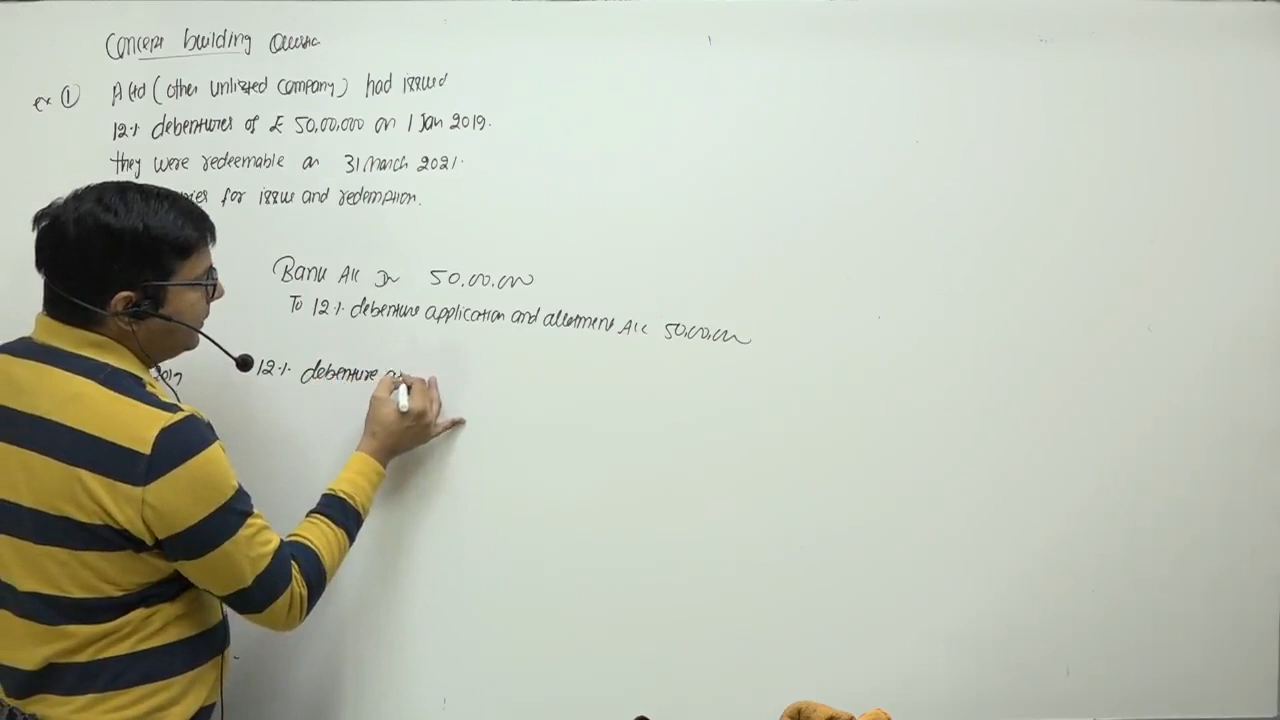 Concept building Question
ex ① A Ltd (other unlisted company) had issued
12% debentures of ₹ 50,00,000 on 1 Jan 2019.
they were redeemable on 31 March 2021.
for issue and redemption.
Bank A/c Dr 50,00,000
To 12% debenture application and allotment A/c 50,00,000
12% debenture